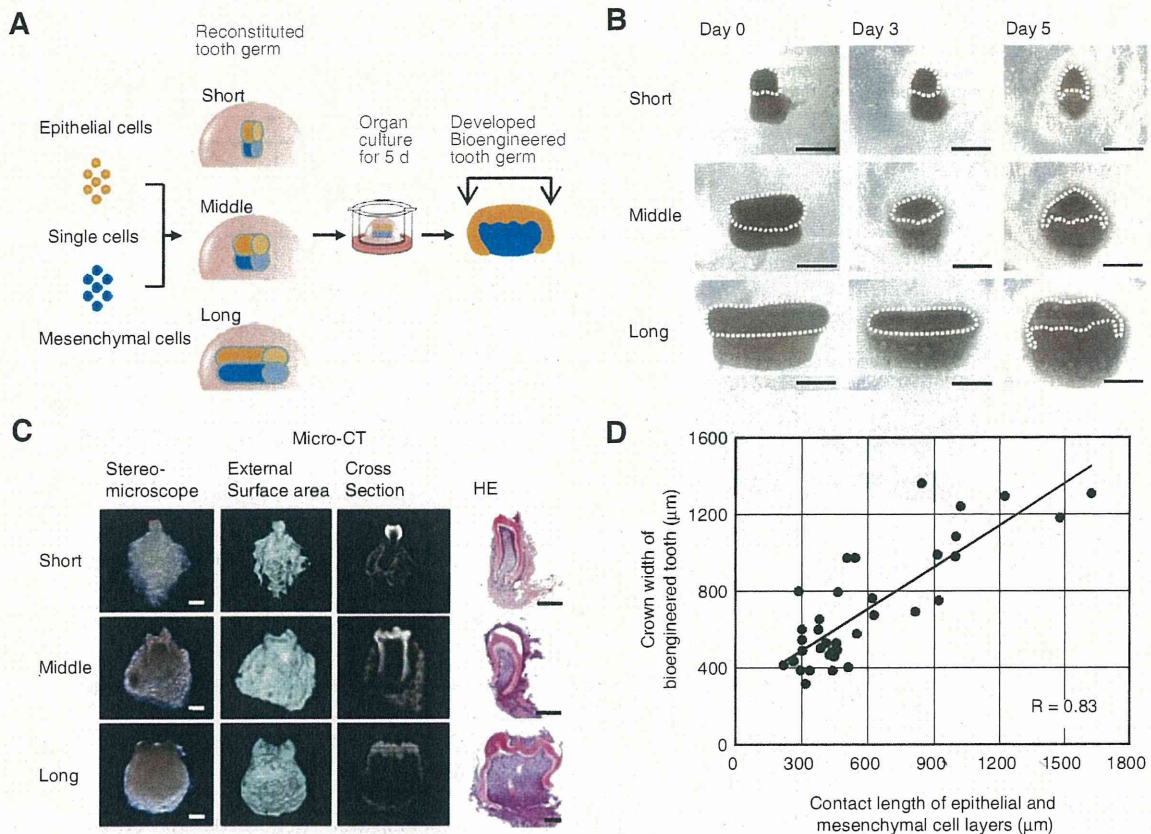 A
Reconstituted
tooth germ
Short
Epithelial cells
Organ
culture
for 5 d
Developed
Bioengineered
tooth germ
Middle
Single cells
Long
Mesenchymal cells
B
Day 0
Day 3
Day 5
Short
Middle
Long
C
Micro-CT
Stereo-
microscope
External
Surface area
Cross
Section
HE
Short
Middle
Long
D
Crown width of
bioengineered tooth (μm)
1600
1200
800
400
0
R = 0.83
0
300
600
900
1200
1500
1800
Contact length of epithelial and
mesenchymal cell layers (μm)